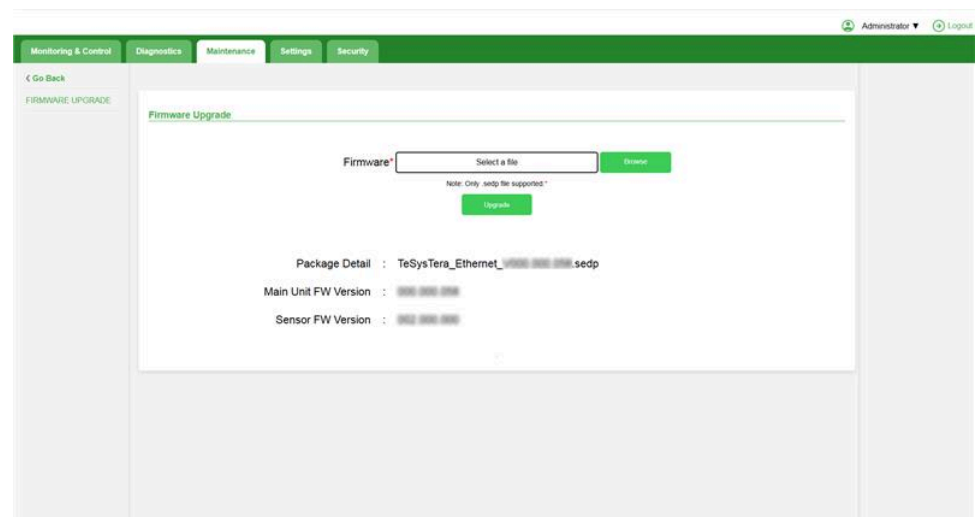 Administrator ▼ Logout
Monitoring & Control Diagnostics Maintenance Settings Security
< Go Back
FIRMWARE UPGRADE
Firmware Upgrade
Firmware* Select a file Browse
Note: Only .sedp file supported.*
Upgrade
Package Detail : TeSysTera_Ethernet_ .sedp
Main Unit FW Version :
Sensor FW Version :